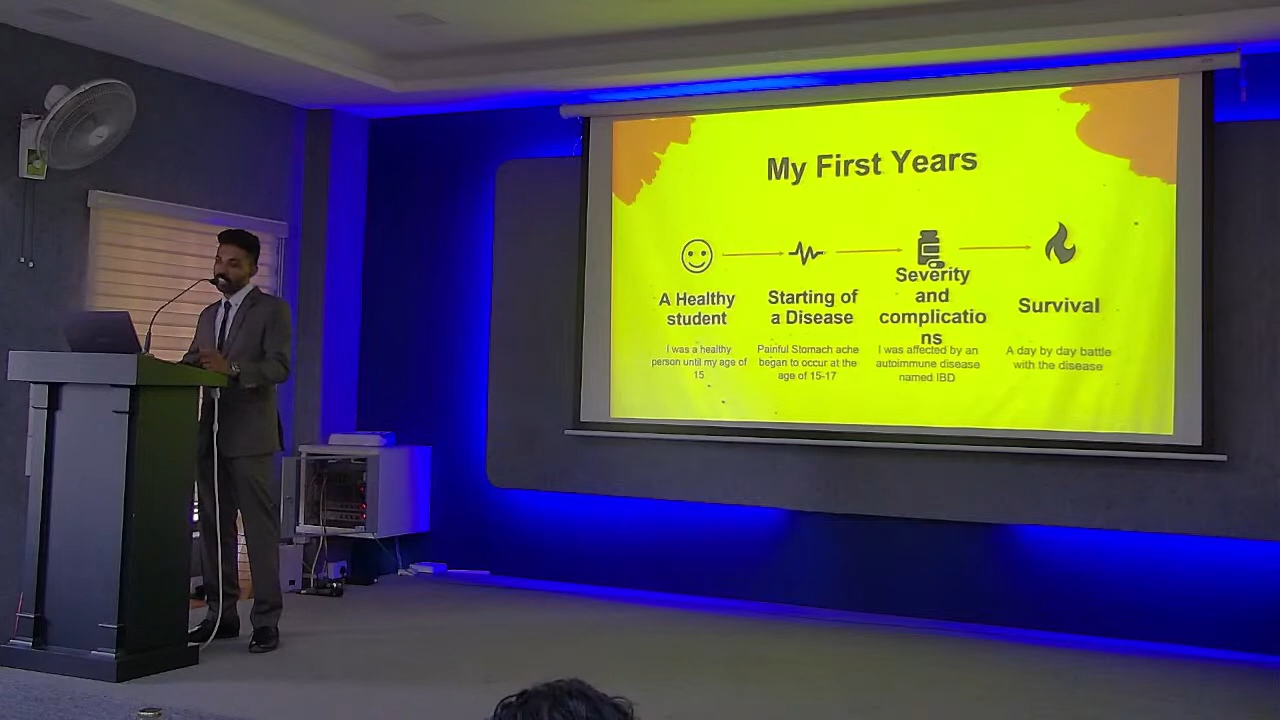 My First Years
A Healthy
student
I was a healthy
person until my age of
15
Starting of
a Disease
Painful Stomach ache
began to occur at the
age of 15-17
Severity
and
complicatio
ns
I was affected by an
autoimmune disease
named IBD
Survival
A day by day battle
with the disease